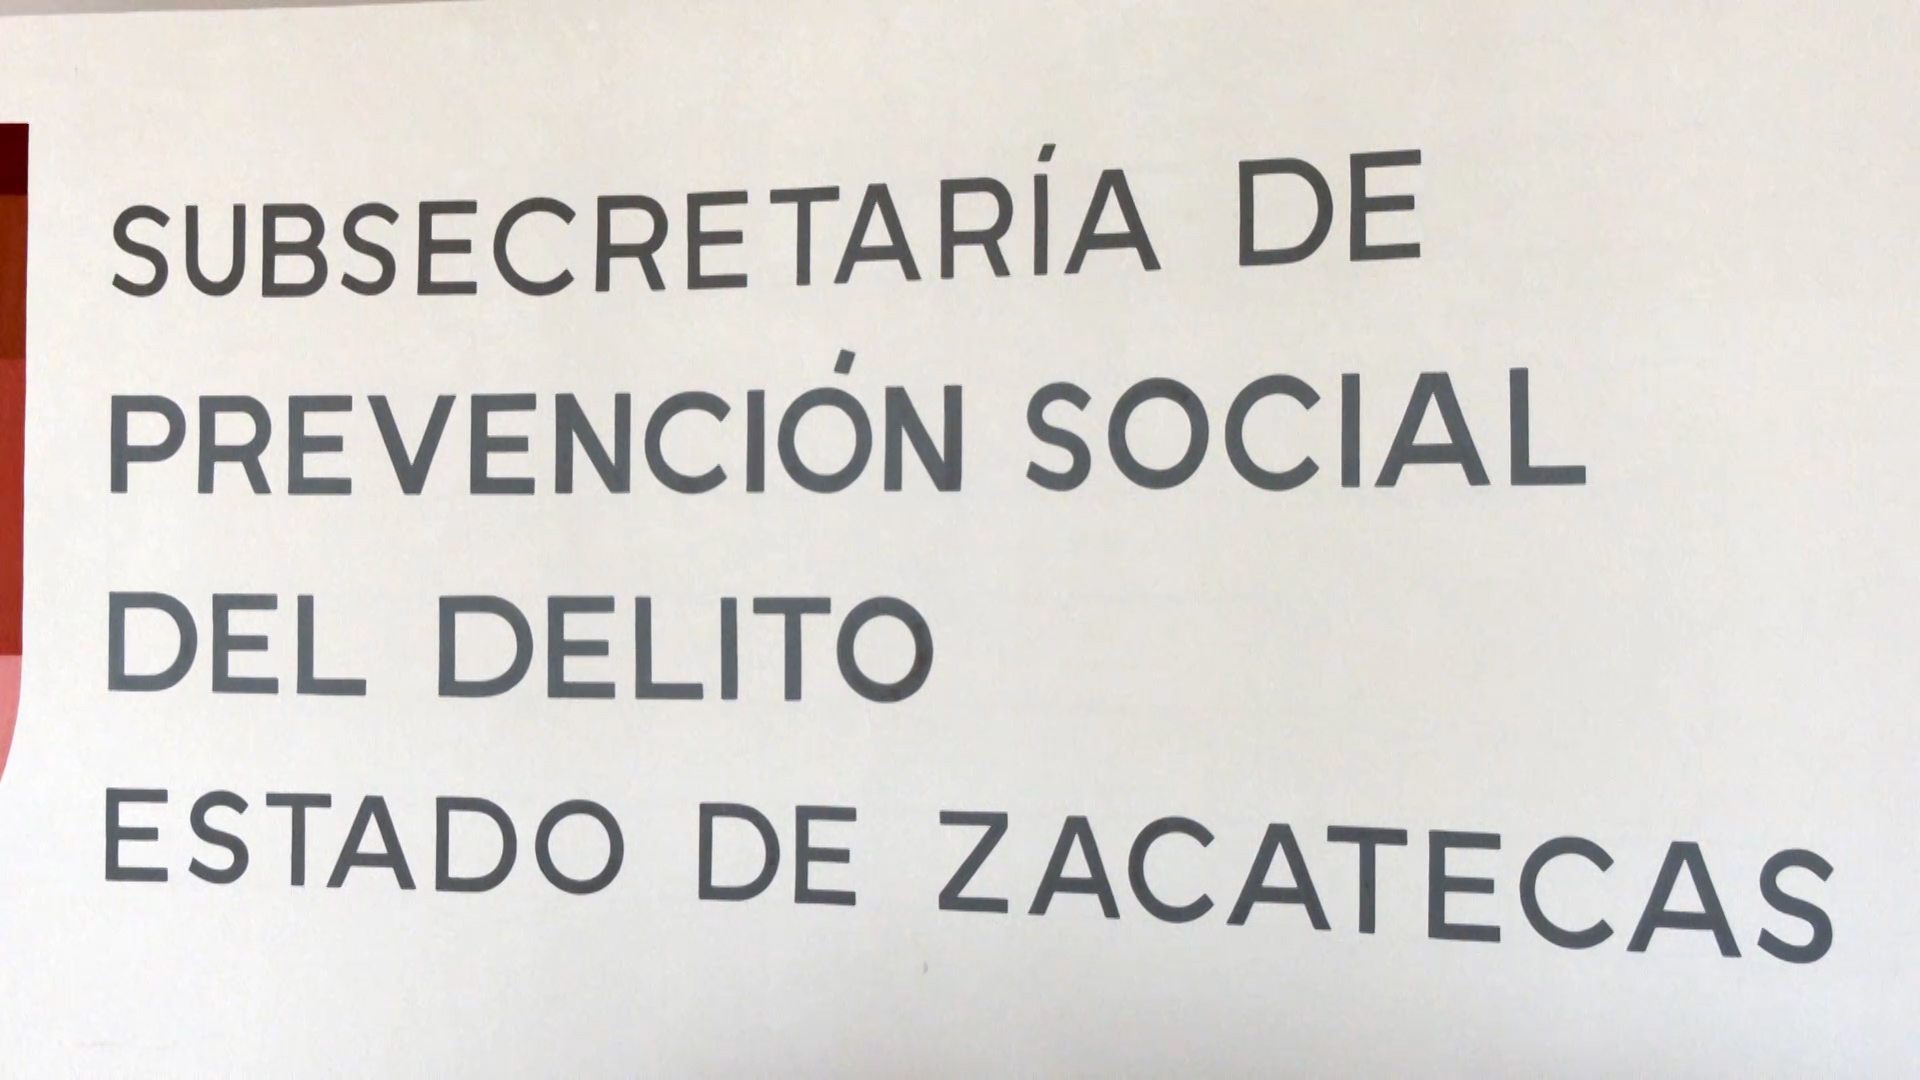 SUBSECRETARÍA DE
PREVENCIÓN SOCIAL
DEL DELITO
ESTADO DE ZACATECAS